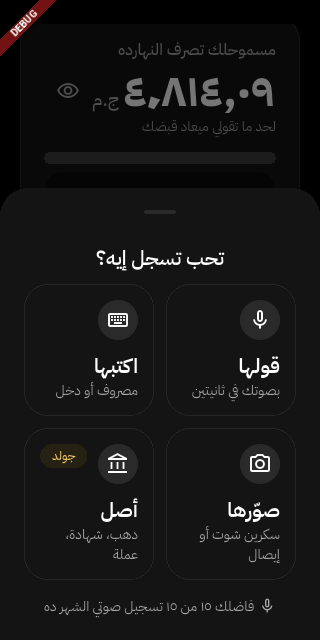 DEBUG
مسموحلك تصرف النهارده
٤,٨١٤,٠٩ ج.م
لحد ما تقولي ميعاد قبضك
تحب تسجل إيه؟
قولها
بصوتك في ثانيتين
اكتبها
مصروف أو دخل
صوّرها
سكرين شوت أو
إيصال
جولد
أصل
دهب، شهادة،
عملة
فاضلك ١٥ من ١٥ تسجيل صوتي الشهر ده